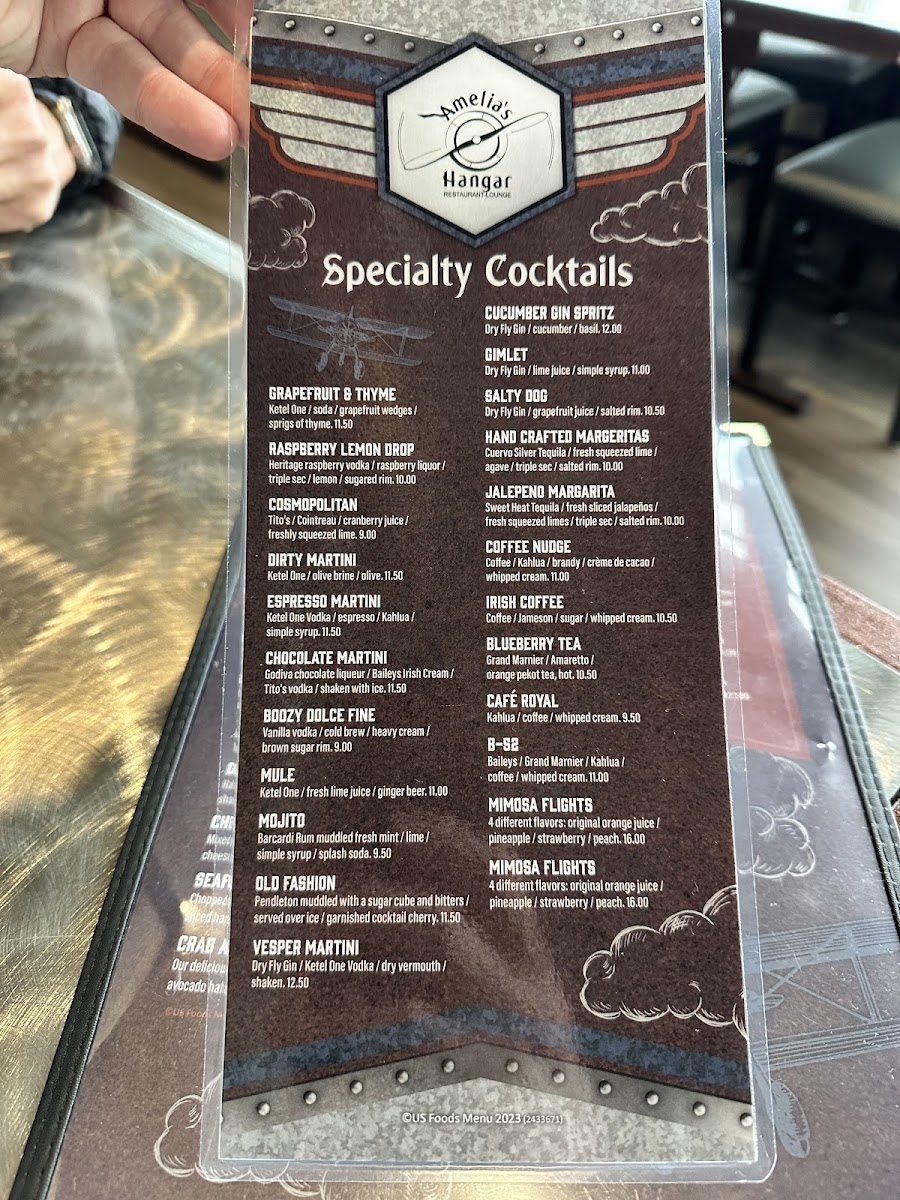 Amelia's
Hangar
RESTAURANT-LOUNGE
Specialty Cocktails
GRAPEFRUIT & THYME
Ketel One / soda / grapefruit wedges /
sprigs of thyme. 11.50
RASPBERRY LEMON DROP
Heritage raspberry vodka / raspberry liquor /
triple sec / lemon / sugared rim. 10.00
COSMOPOLITAN
Tito's / Cointreau / cranberry juice /
freshly squeezed lime. 9.00
DIRTY MARTINI
Ketel One / olive brine / olive. 11.50
ESPRESSO MARTINI
Ketel One Vodka / espresso / Kahlua /
simple syrup. 11.50
CHOCOLATE MARTINI
Godiva chocolate liqueur / Baileys Irish Cream /
Tito's vodka / shaken with ice. 11.50
BOOZY DOLCE FINE
Vanilla vodka / cold brew / heavy cream /
brown sugar rim. 9.00
MULE
Ketel One / fresh lime juice / ginger beer. 11.00
MOJITO
Barcardi Rum muddled fresh mint / lime /
simple syrup / splash soda. 9.50
OLD FASHION
Pendleton muddled with a sugar cube and bitters /
served over ice / garnished cocktail cherry. 11.50
VESPER MARTINI
Dry Fly Gin / Ketel One Vodka / dry vermouth /
shaken. 12.50
CUCUMBER GIN SPRITZ
Dry Fly Gin / cucumber / basil. 12.00
GIMLET
Dry Fly Gin / lime juice / simple syrup. 11.00
SALTY DOG
Dry Fly Gin / grapefruit juice / salted rim. 10.50
HAND CRAFTED MARGERITAS
Cuervo Silver Tequila / fresh squeezed lime /
agave / triple sec / salted rim. 10.00
JALEPENO MARGARITA
Sweet Heat Tequila / fresh sliced jalapeños /
fresh squeezed limes / triple sec / salted rim. 10.00
COFFEE NUDGE
Coffee / Kahlua / brandy / crème de cacao /
whipped cream. 11.00
IRISH COFFEE
Coffee / Jameson / sugar / whipped cream. 10.50
BLUEBERRY TEA
Grand Marnier / Amaretto /
orange pekot tea, hot. 10.50
CAFÉ ROYAL
Kahlua / coffee / whipped cream. 9.50
B-52
Baileys / Grand Marnier / Kahlua /
coffee / whipped cream. 11.00
MIMOSA FLIGHTS
4 different flavors: original orange juice /
pineapple / strawberry / peach. 16.00
MIMOSA FLIGHTS
4 different flavors: original orange juice /
pineapple / strawberry / peach. 16.00
©US Foods Menu 2023 (2433671)
CRAB
Our
avocado
©US Foods